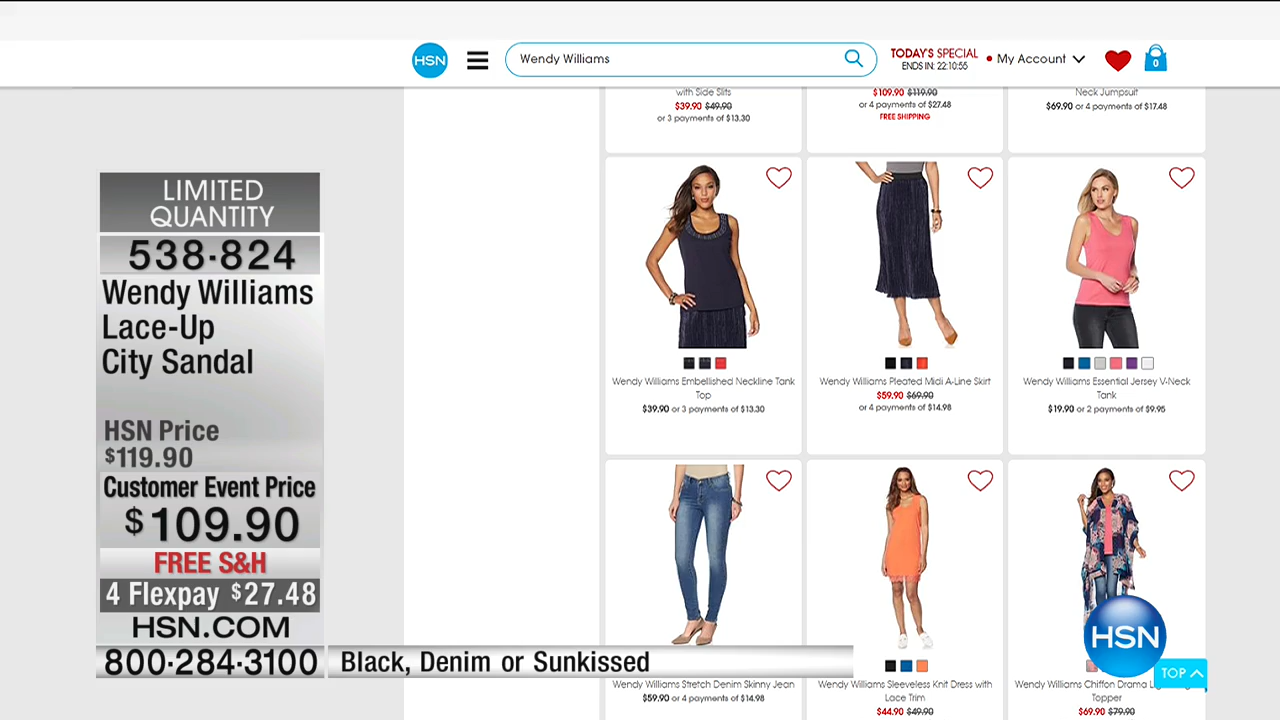 HSN
Wendy Williams
TODAY'S SPECIAL
ENDS IN: 22:10:55
My Account
0
with Side Slits
$39.90 $49.90
or 3 payments of $13.30
$109.90 $119.90
or 4 payments of $27.48
FREE SHIPPING
Neck Jumpsuit
$69.90 or 4 payments of $17.48
LIMITED
QUANTITY
538·824
Wendy Williams
Lace-Up
City Sandal
HSN Price
$119.90
Customer Event Price
$109.90
FREE S&H
4 Flexpay $27.48
HSN.COM
800·284·3100
Black, Denim or Sunkissed
Wendy Williams Embellished Neckline Tank
Top
$39.90 or 3 payments of $13.30
Wendy Williams Pleated Midi A-Line Skirt
$59.90 $69.90
or 4 payments of $14.98
Wendy Williams Essential Jersey V-Neck
Tank
$19.90 or 2 payments of $9.95
Wendy Williams Stretch Denim Skinny Jean
$59.90 or 4 payments of $14.98
Wendy Williams Sleeveless Knit Dress with
Lace Trim
$44.90 $49.90
Wendy Williams Chiffon Drama
Topper
$69.90 $79.90
HSN
TOP